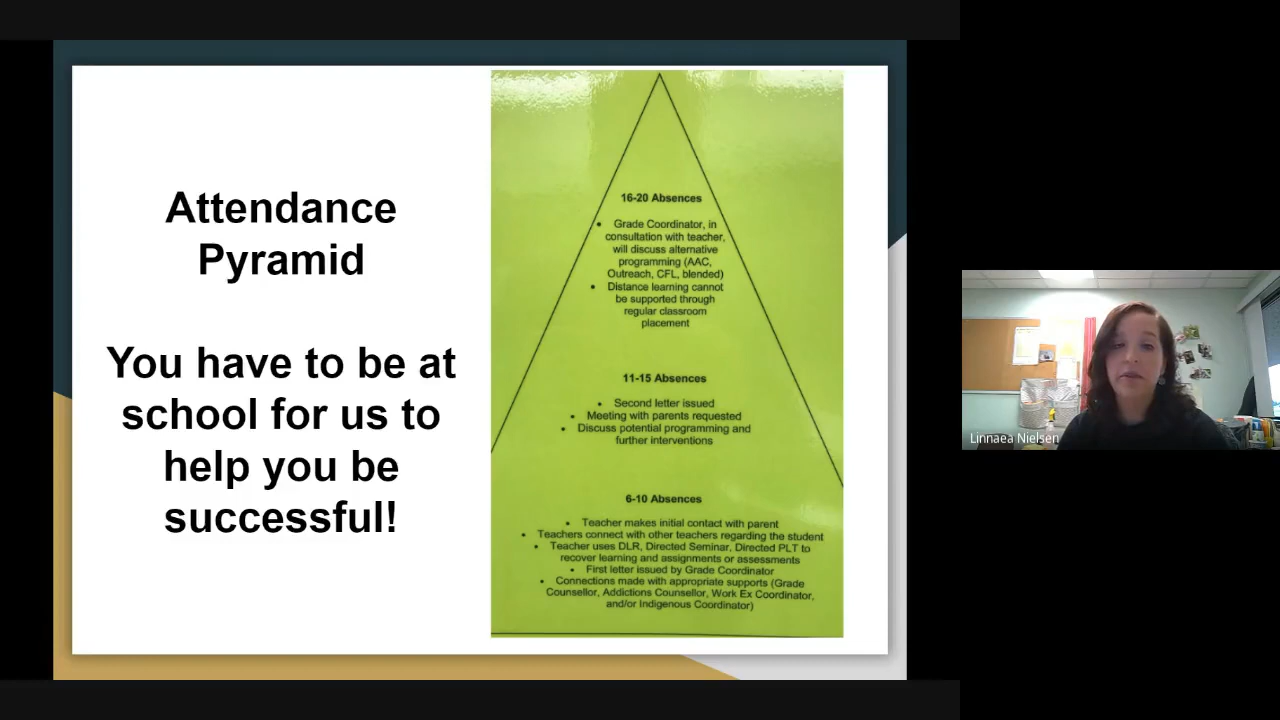 Attendance
Pyramid
You have to be at
school for us to
help you be
successful!
16-20 Absences
• Grade Coordinator, in
consultation with teacher,
will discuss alternative
programming (AAC,
Outreach, CFL, blended)
• Distance learning cannot
be supported through
regular classroom
placement
11-15 Absences
• Second letter issued
• Meeting with parents requested
• Discuss potential programming and
further interventions
6-10 Absences
• Teacher makes initial contact with parent
• Teachers connect with other teachers regarding the student
• Teacher uses DLR, Directed Seminar, Directed PLT to
recover learning and assignments or assessments
• First letter issued by Grade Coordinator
• Connections made with appropriate supports (Grade
Counsellor, Addictions Counsellor, Work Ex Coordinator,
and/or Indigenous Coordinator)
Linnaea Nielsen